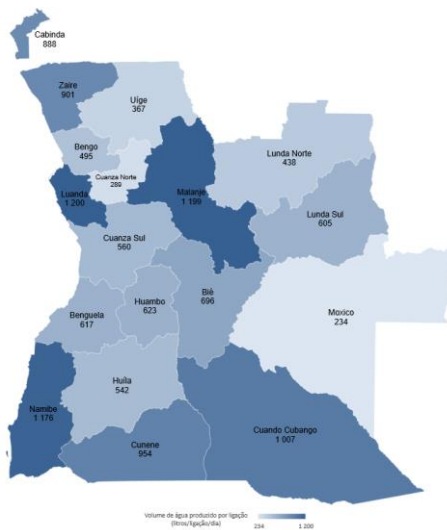 Cabinda
888
Zaire
901
Uíge
367
Bengo
495
Cuanza Norte
289
Luanda
1 200
Malanje
1 199
Lunda Norte
438
Lunda Sul
605
Cuanza Sul
560
Bié
696
Huambo
623
Benguela
617
Moxico
234
Huíla
542
Namibe
1 176
Cunene
954
Cuando Cubango
1 007
Volume de água produzido por ligação
(litros/ligação/dia)
234
1 200